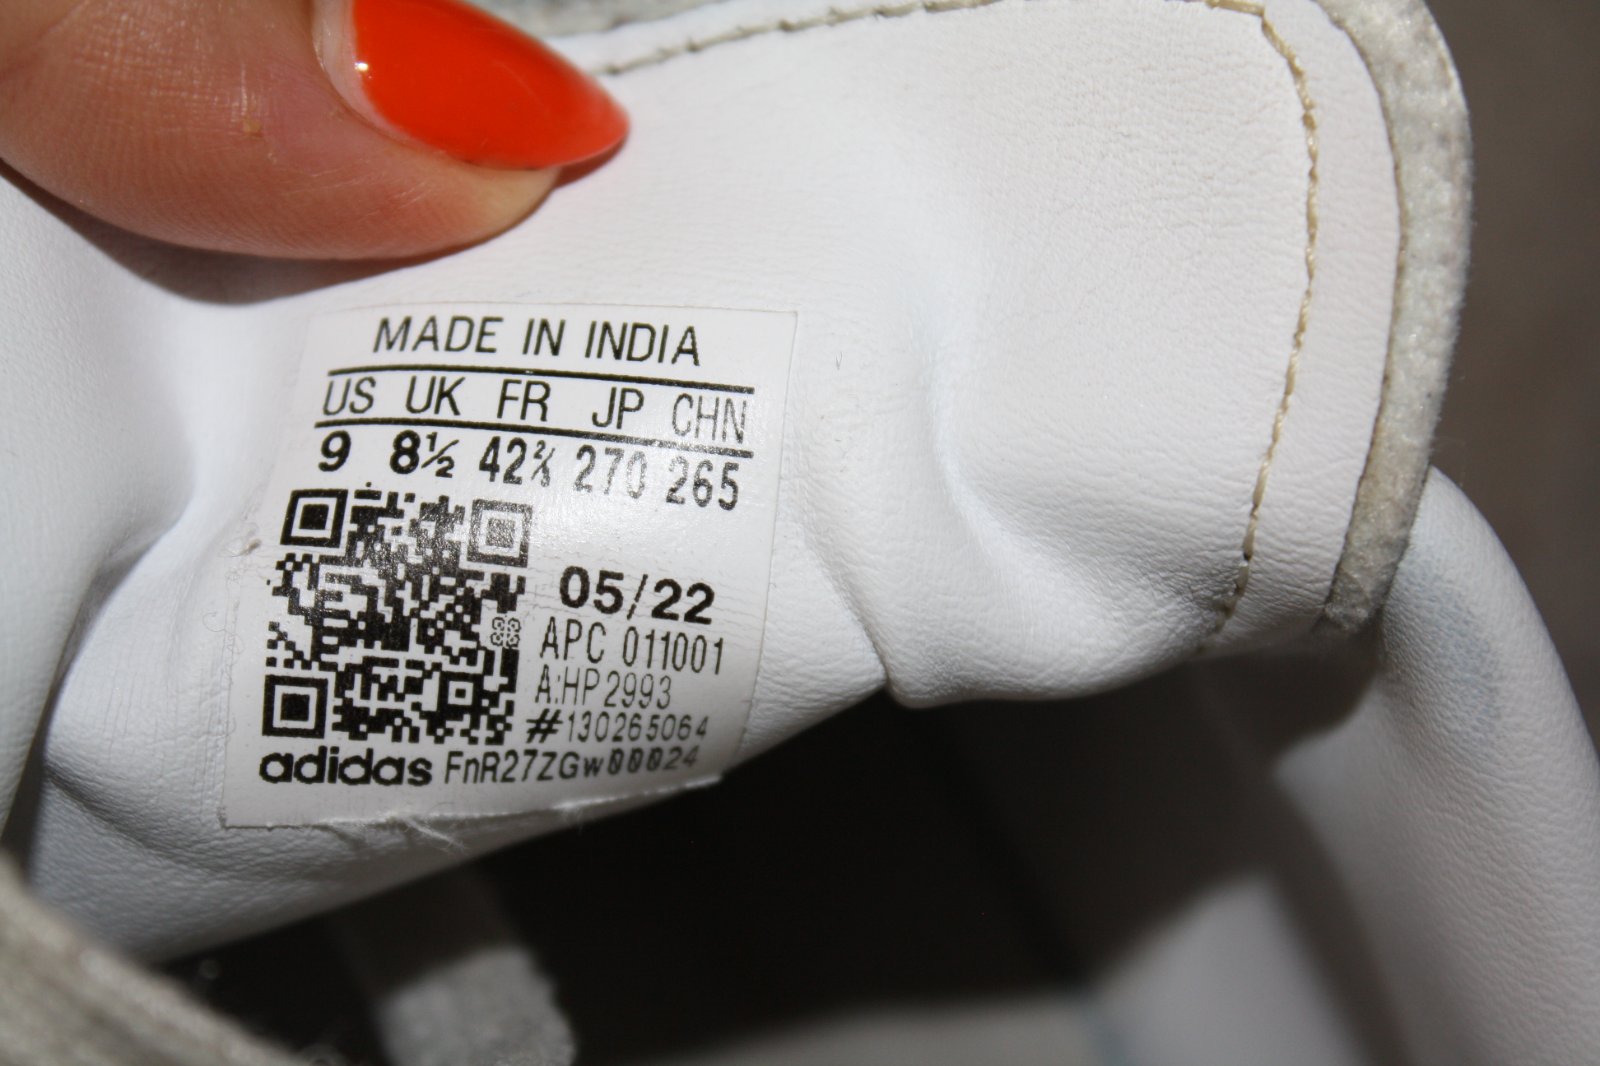 MADE IN INDIA
US UK FR JP CHN
9 8½ 42⅔ 270 265
05/22
APC 011001
A:HP2993
#130265064
adidas FnR27ZGw00024